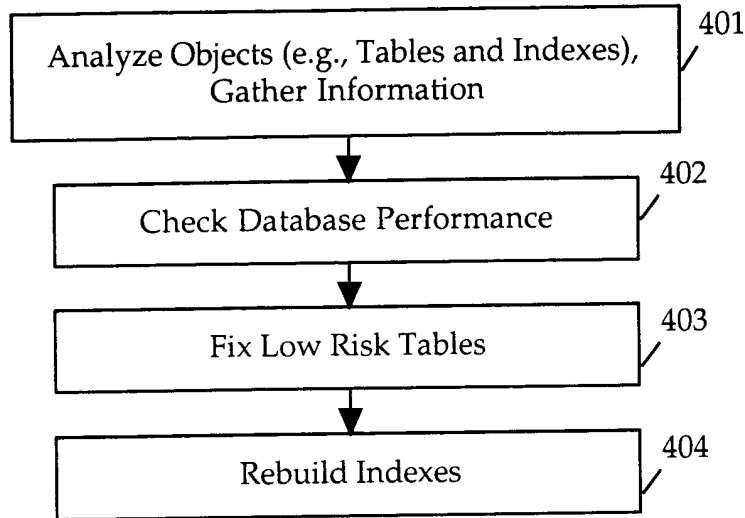 Analyze Objects (e.g., Tables and Indexes),
Gather Information
401
Check Database Performance
402
Fix Low Risk Tables
403
Rebuild Indexes
404